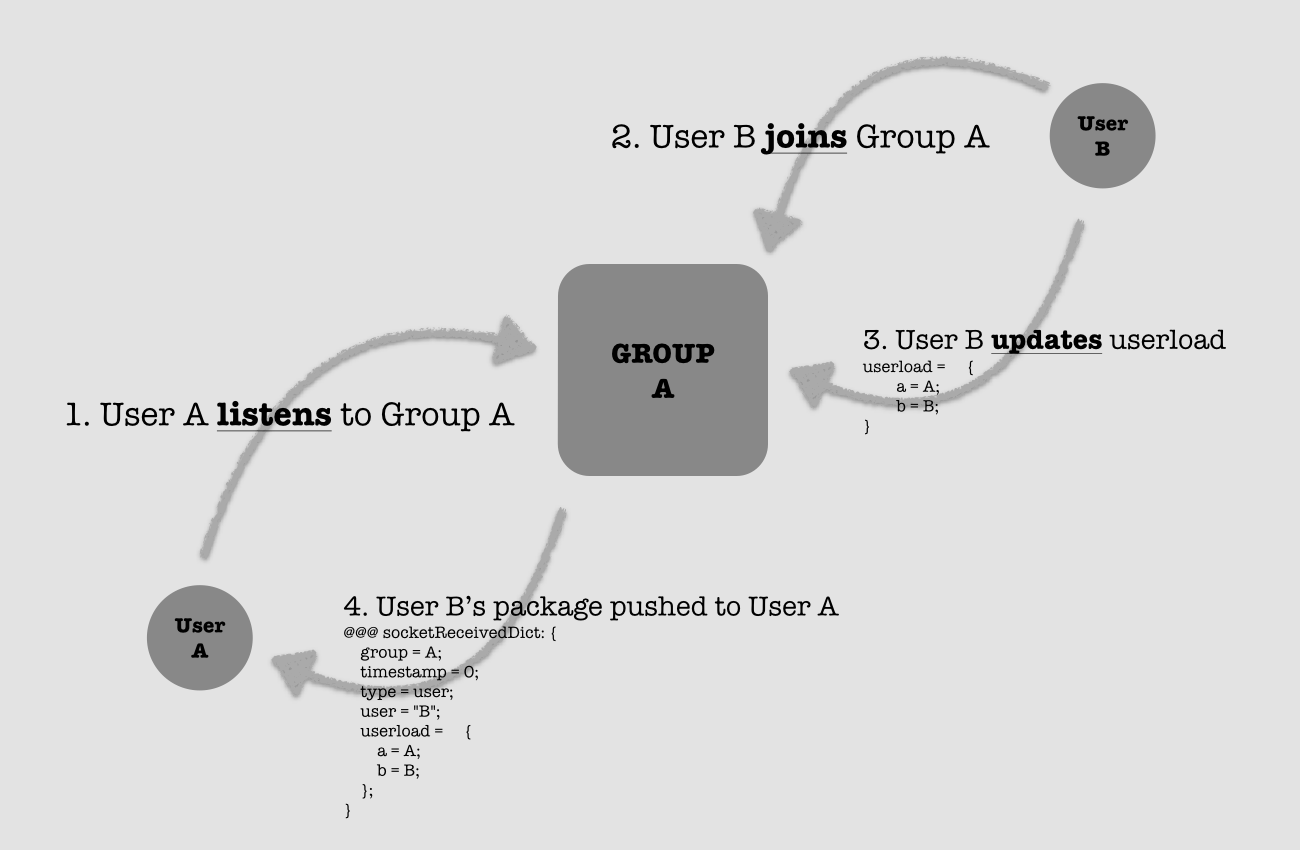 2. User B joins Group A
User
B
GROUP
A
3. User B updates userload
userload =     {
        a = A;
        b = B;
}
1. User A listens to Group A
User
A
4. User B’s package pushed to User A
@@@ socketReceivedDict: {
    group = A;
    timestamp = 0;
    type = user;
    user = "B";
    userload =     {
        a = A;
        b = B;
    };
}